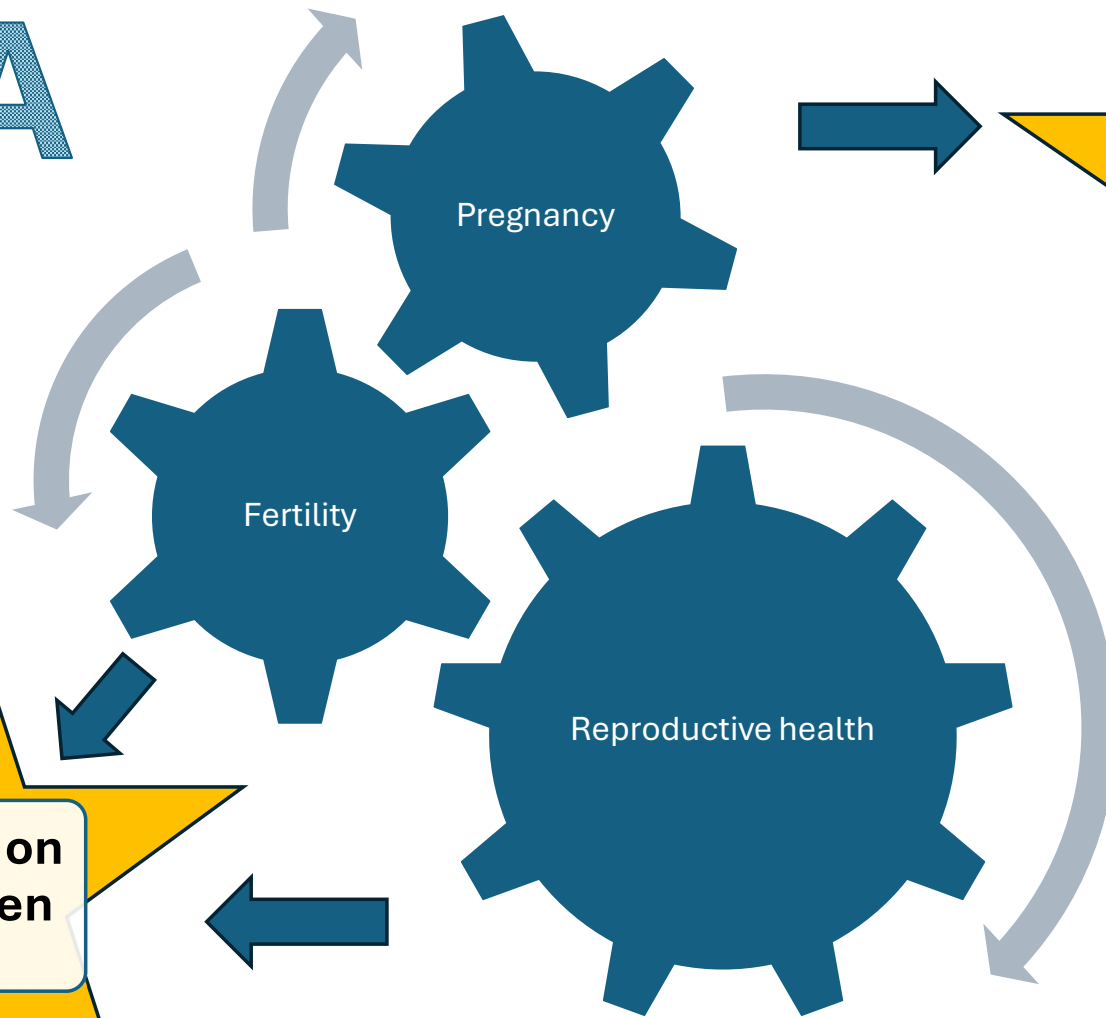 A
Pregnancy
Fertility
Reproductive health
on
en